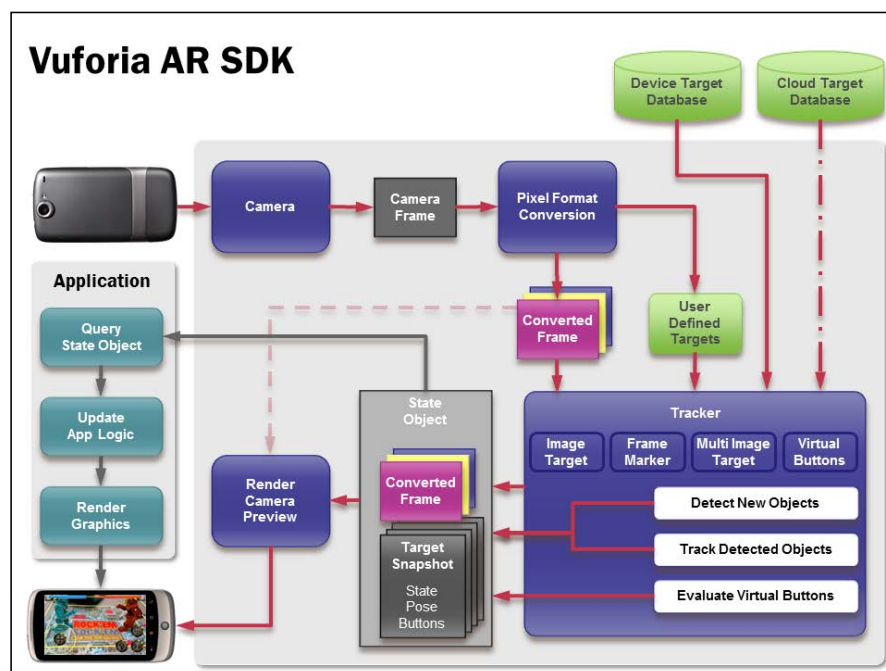 Vuforia AR SDK
Device Target
Database
Cloud Target
Database
Camera
Camera
Frame
Pixel Format
Conversion
Application
Query
State Object
Update
App Logic
Render
Graphics
Converted
Frame
User
Defined
Targets
State
Object
Converted
Frame
Target
Snapshot
State
Pose
Buttons
Render
Camera
Preview
Tracker
Image
Target
Frame
Marker
Multi Image
Target
Virtual
Buttons
Detect New Objects
Track Detected Objects
Evaluate Virtual Buttons